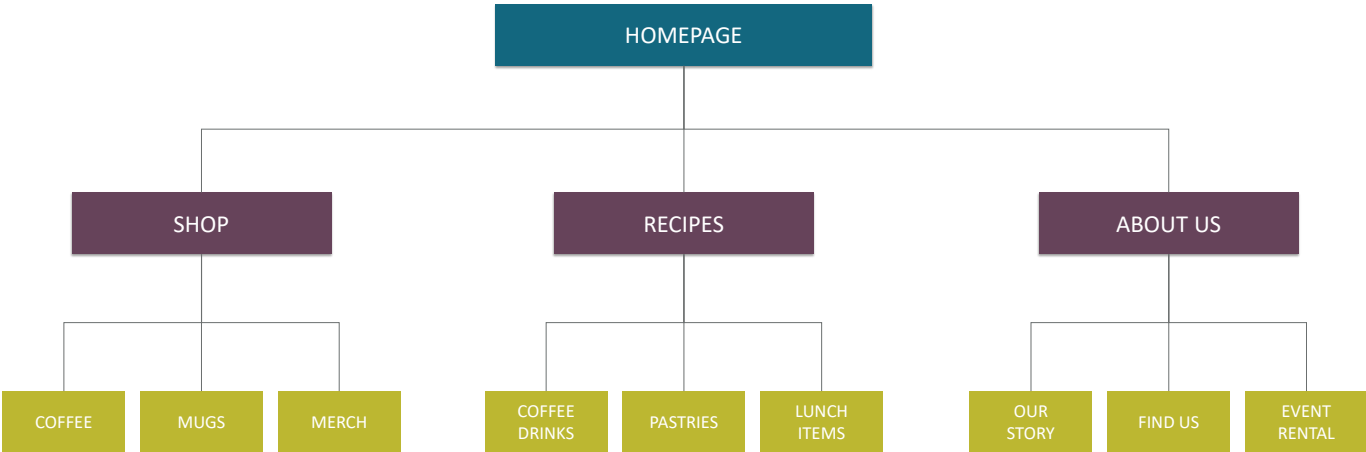 HOMEPAGE
SHOP
RECIPES
ABOUT US
COFFEE
MUGS
MERCH
COFFEE
DRINKS
PASTRIES
LUNCH
ITEMS
OUR
STORY
FIND US
EVENT
RENTAL